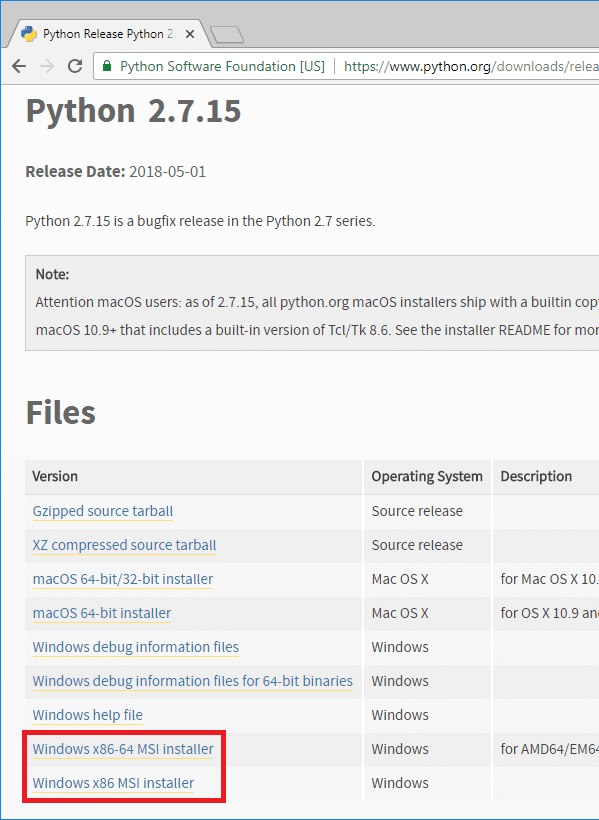 Python Release Python 2.
Python Software Foundation [US] https://www.python.org/downloads/relea
Python 2.7.15
Release Date: 2018-05-01
Python 2.7.15 is a bugfix release in the Python 2.7 series.
Note:
Attention macOS users: as of 2.7.15, all python.org macOS installers ship with a builtin copy
macOS 10.9+ that includes a built-in version of Tcl/Tk 8.6. See the installer README for mor
Files
Version Operating System Description
Gzipped source tarball Source release
XZ compressed source tarball Source release
macOS 64-bit/32-bit installer Mac OS X for Mac OS X 10.
macOS 64-bit installer Mac OS X for OS X 10.9 and
Windows debug information files Windows
Windows debug information files for 64-bit binaries Windows
Windows help file Windows
Windows x86-64 MSI installer Windows for AMD64/EM64
Windows x86 MSI installer Windows